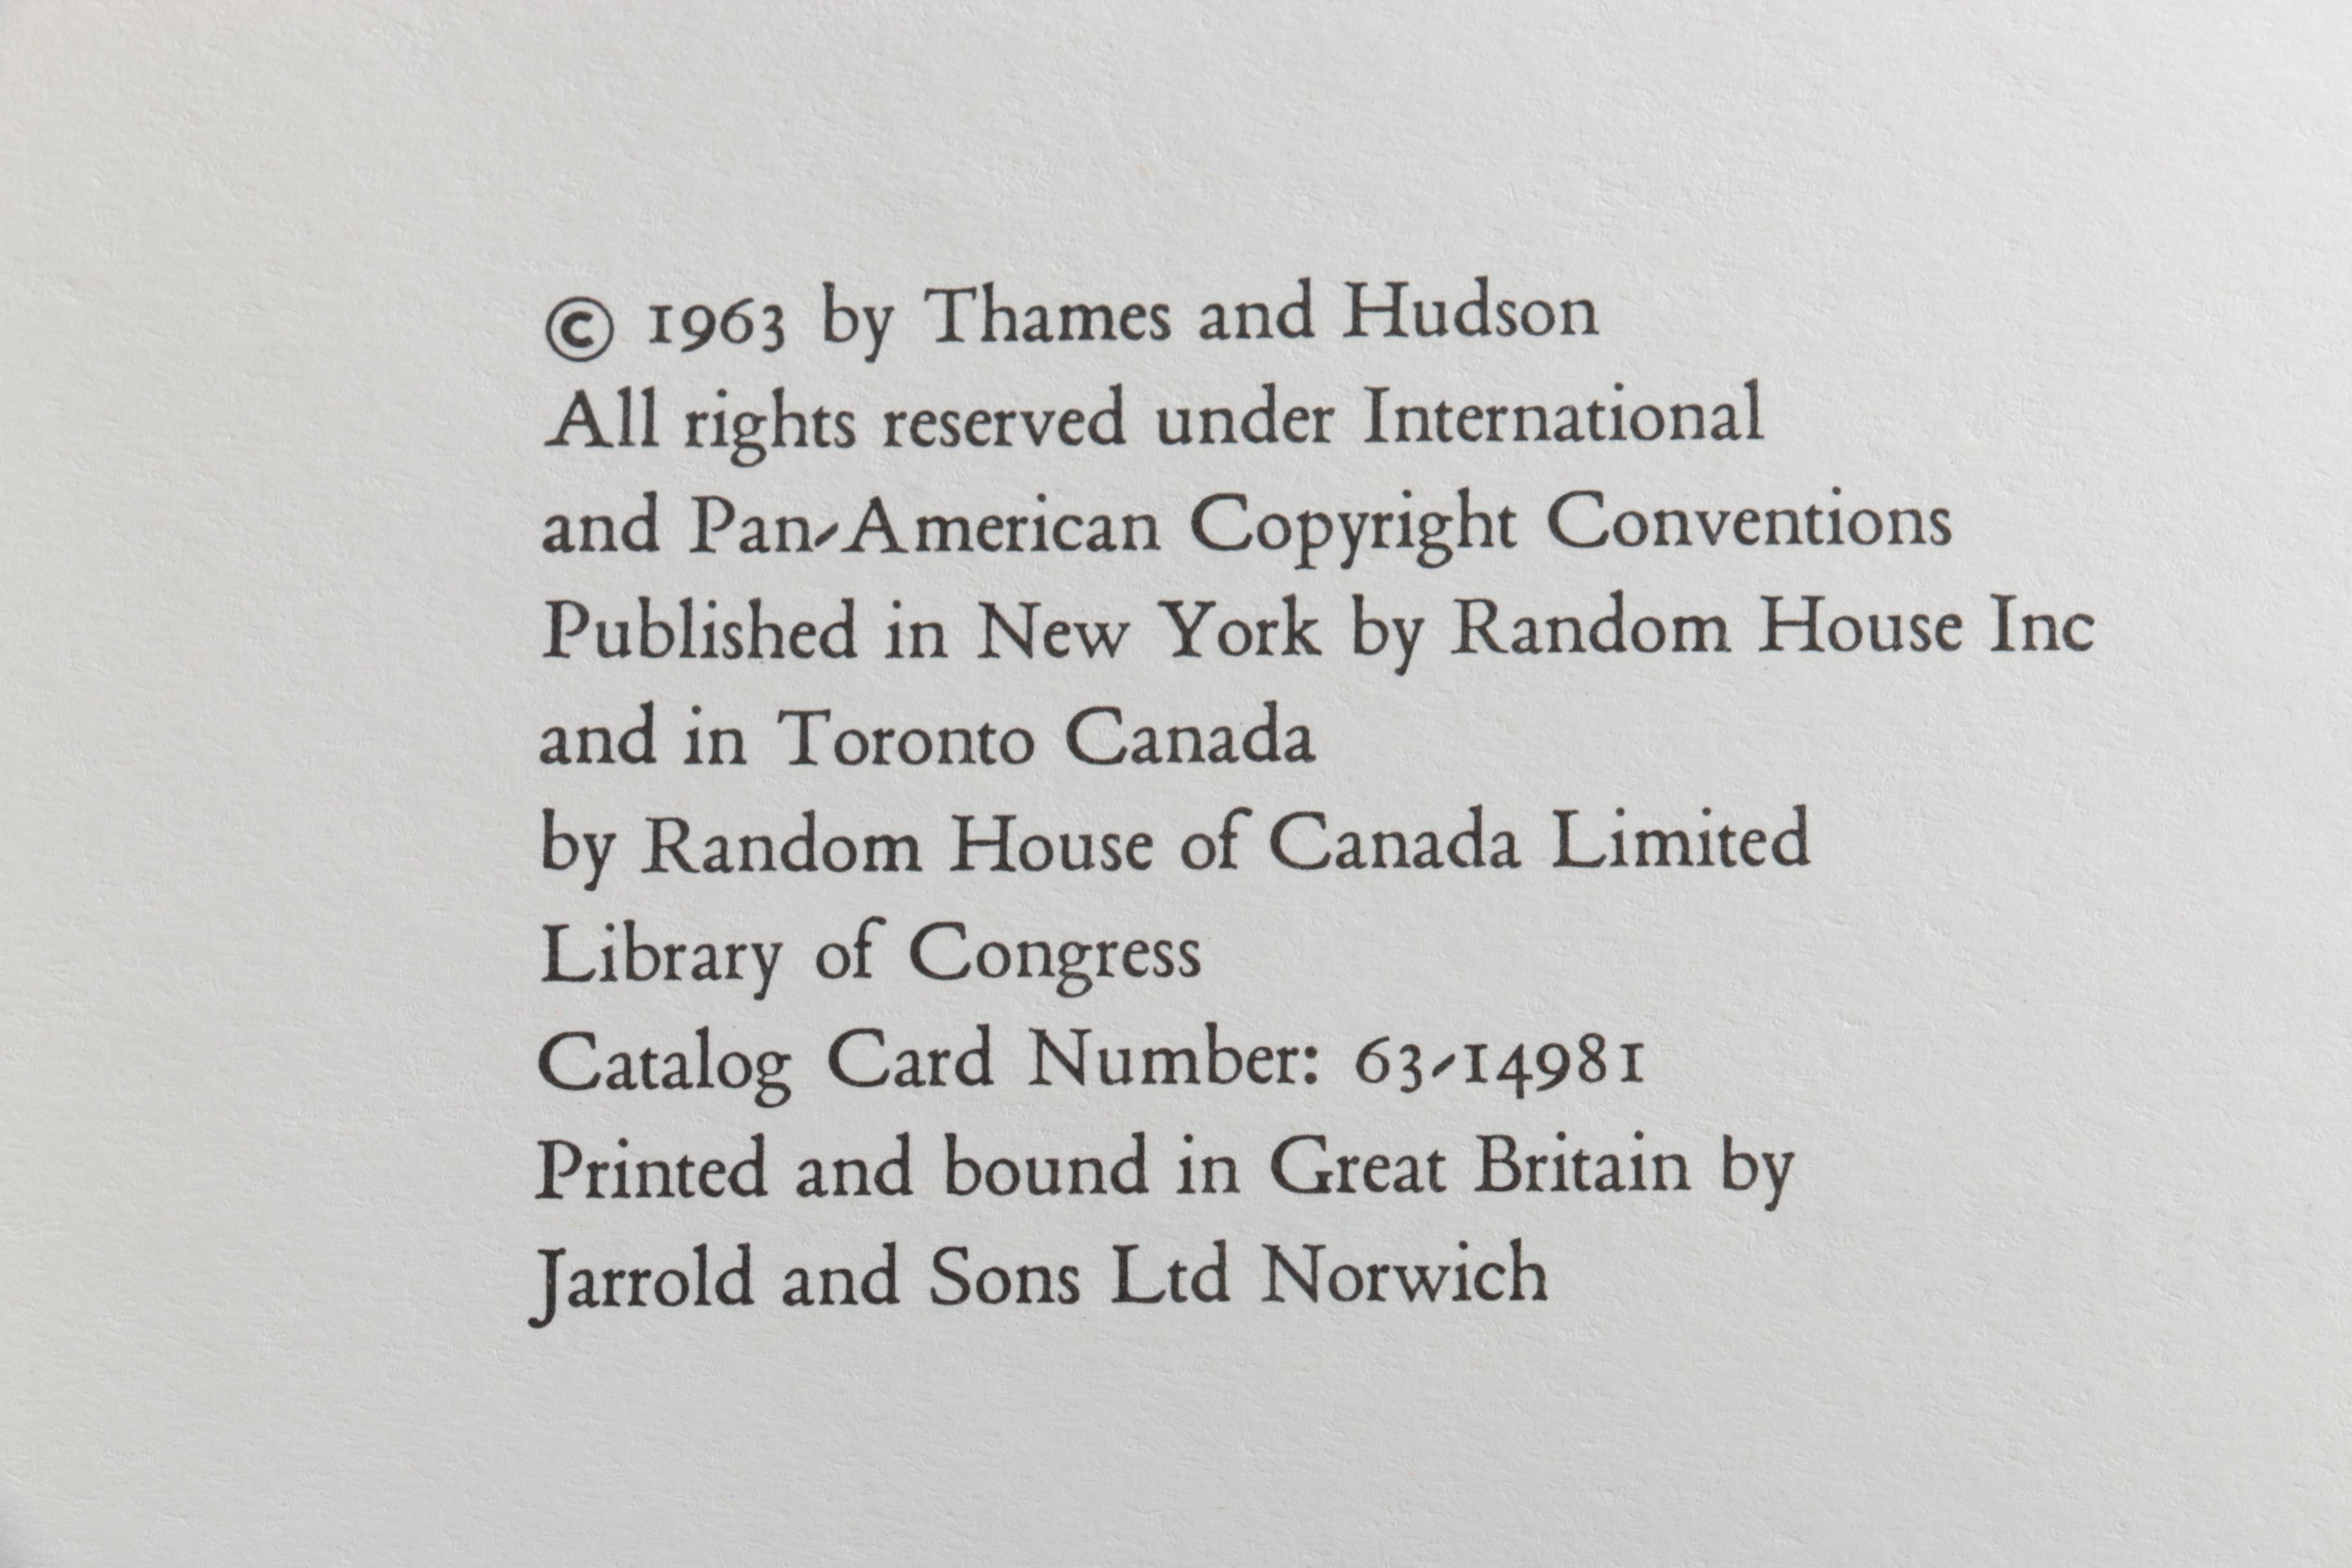 © 1963 by Thames and Hudson
All rights reserved under International
and Pan-American Copyright Conventions
Published in New York by Random House Inc
and in Toronto Canada
by Random House of Canada Limited
Library of Congress
Catalog Card Number: 63-14981
Printed and bound in Great Britain by
Jarrold and Sons Ltd Norwich